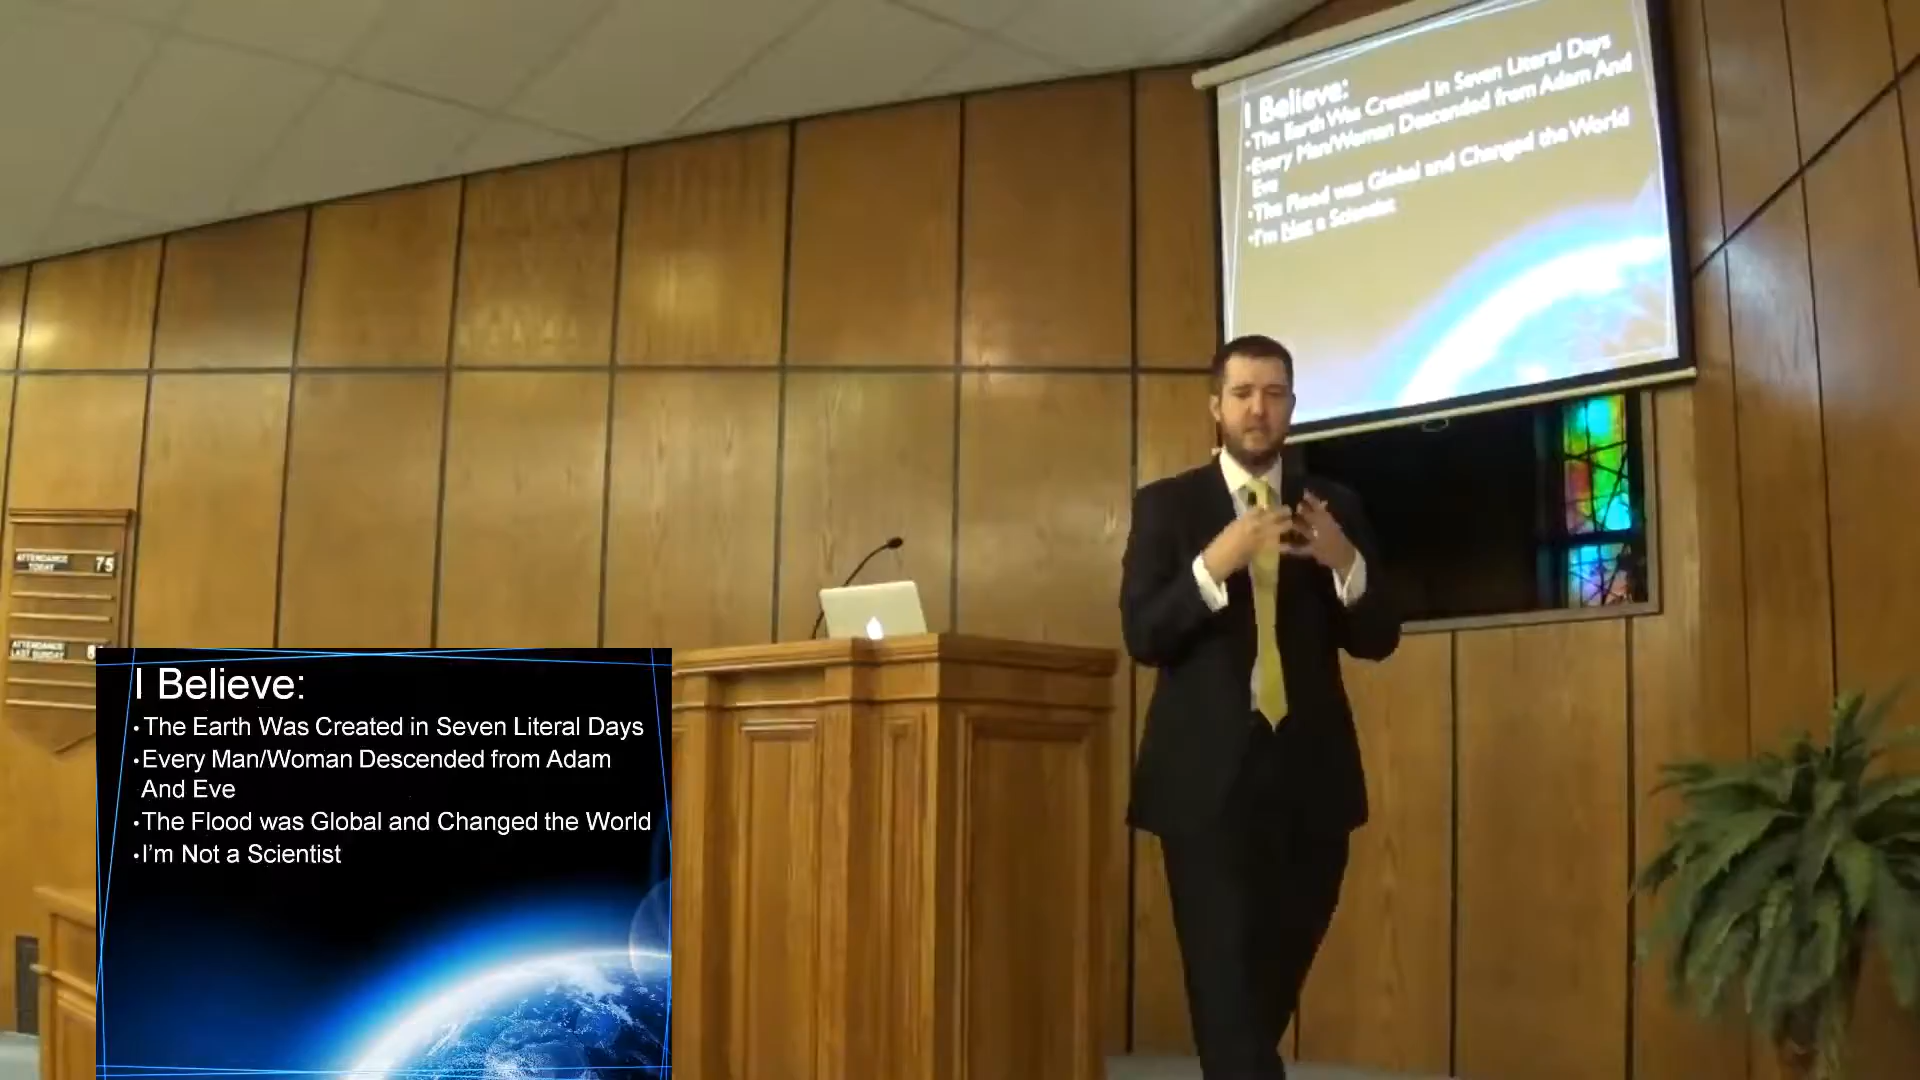 I Believe:
•The Earth Was Created in Seven Literal Days
•Every Man/Woman Descended from Adam And
Eve
•The Flood was Global and Changed the World
•I'm Not a Scientist
ATTENDANCE
TODAY
75
ATTENDANCE
LAST SUNDAY
8
I Believe:
•The Earth Was Created in Seven Literal Days
•Every Man/Woman Descended from Adam
And Eve
•The Flood was Global and Changed the World
•I'm Not a Scientist